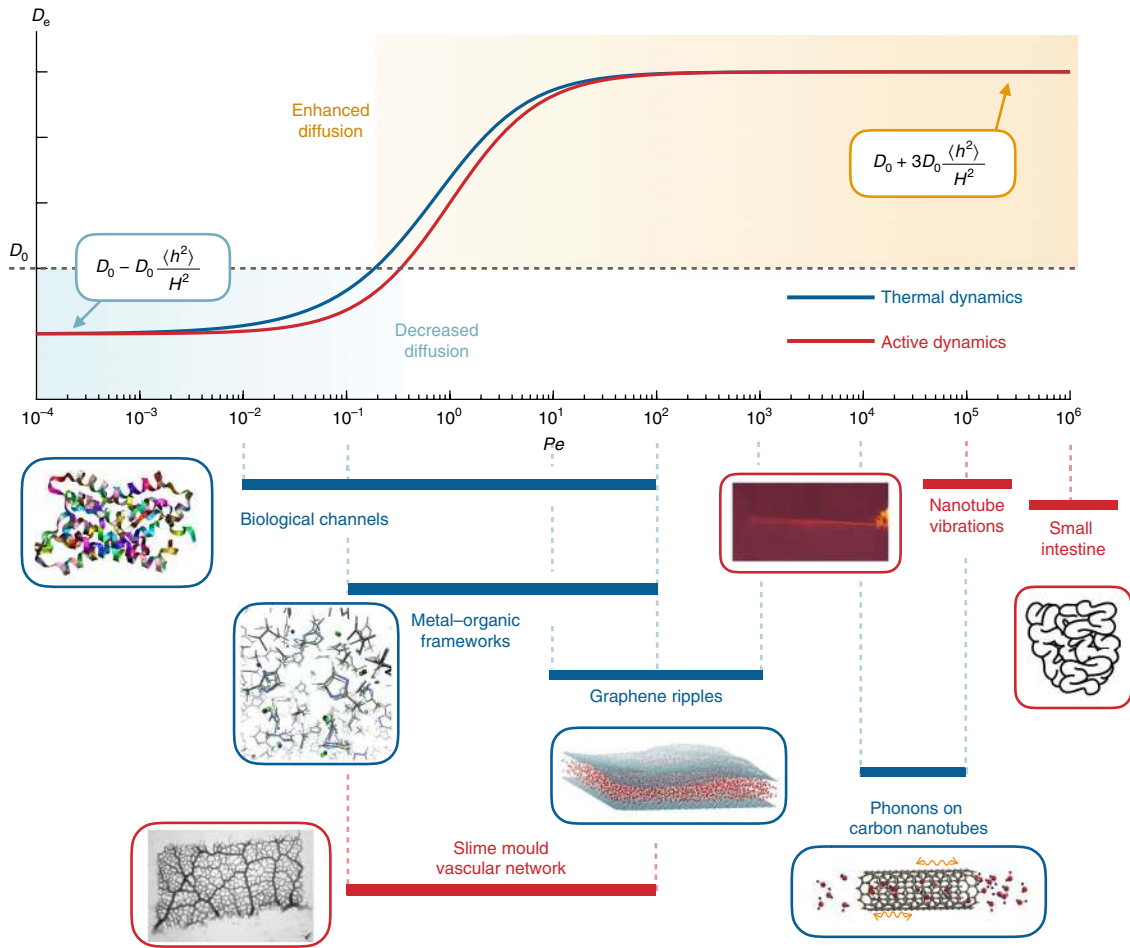 Dₑ
Enhanced
diffusion
D₀ + 3D₀ ⟨h²⟩/H²
D₀
D₀ − D₀ ⟨h²⟩/H²
Thermal dynamics
Decreased
diffusion
Active dynamics
10⁻⁴ 10⁻³ 10⁻² 10⁻¹ 10⁰ 10¹ 10² 10³ 10⁴ 10⁵ 10⁶
Pe
Biological channels
Nanotube
vibrations
Small
intestine
Metal–organic
frameworks
Graphene ripples
Phonons on
carbon nanotubes
Slime mould
vascular network